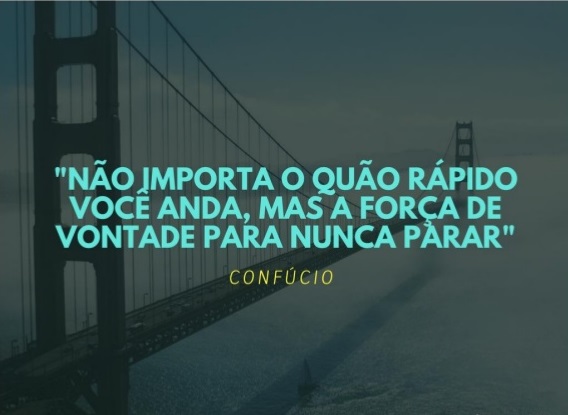 "NÃO IMPORTA O QUÃO RÁPIDO
VOCÊ ANDA, MAS A FORÇA DE
VONTADE PARA NUNCA PARAR"
CONFÚCIO